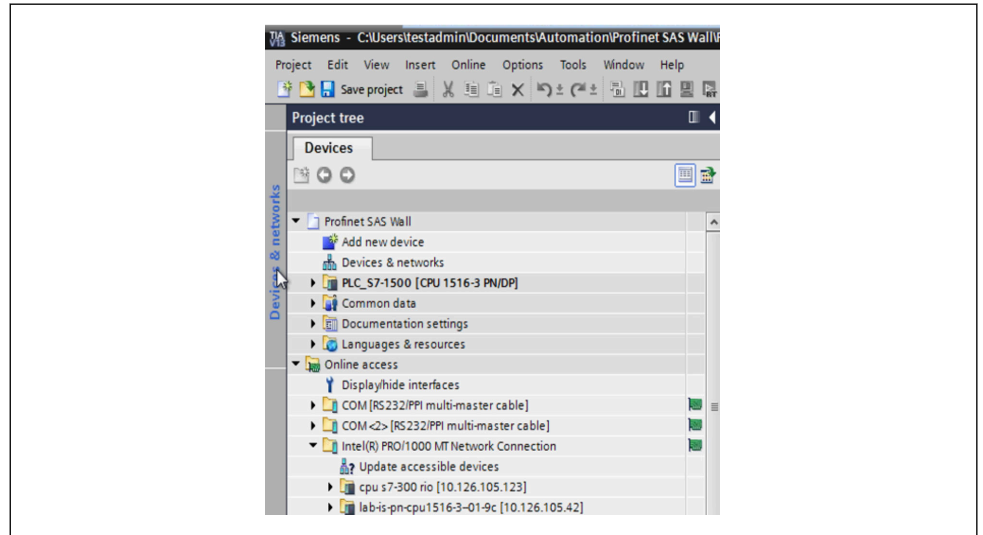 TIA V13 Siemens - C:\Users\testadmin\Documents\Automation\Profinet SAS Wall\
Project Edit View Insert Online Options Tools Window Help
Save project
Project tree
Devices
Devices & networks
Profinet SAS Wall
Add new device
Devices & networks
PLC_S7-1500 [CPU 1516-3 PN/DP]
Common data
Documentation settings
Languages & resources
Online access
Display/hide interfaces
COM [RS232/PPI multi-master cable]
COM <2> [RS232/PPI multi-master cable]
Intel(R) PRO/1000 MT Network Connection
Update accessible devices
cpu s7-300 rio [10.126.105.123]
lab-is-pn-cpu1516-3-01-9c [10.126.105.42]